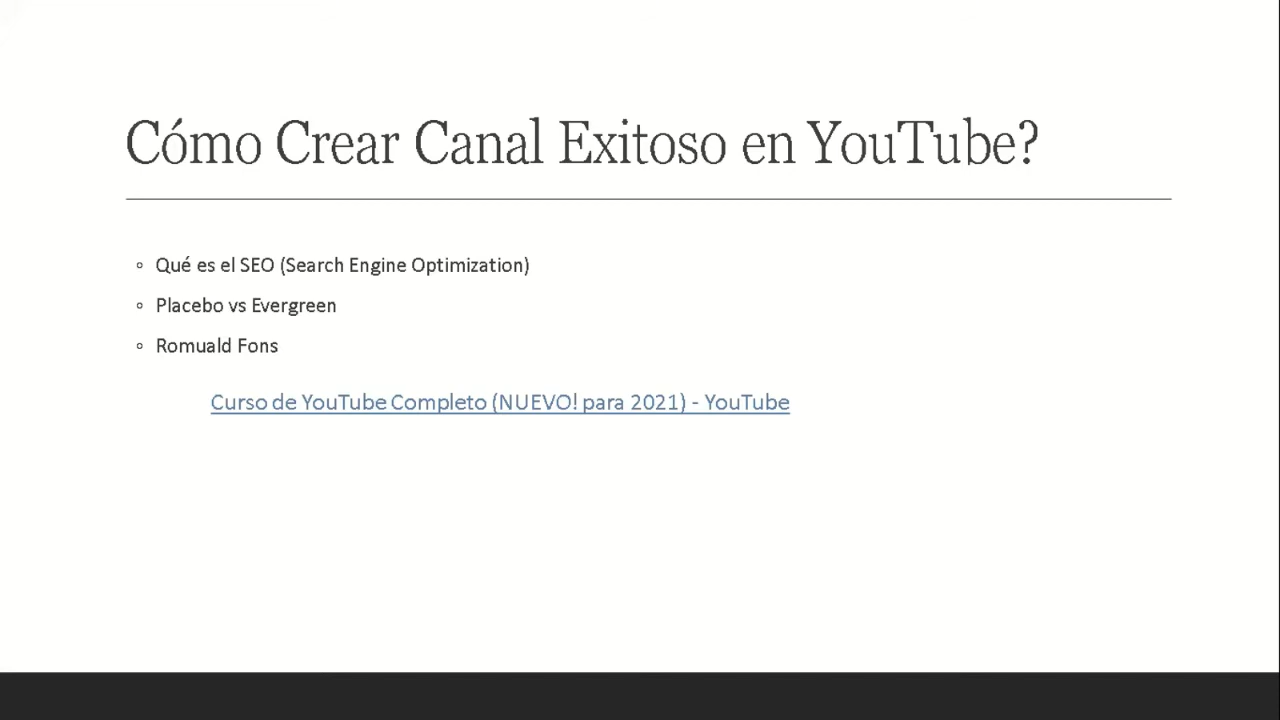 Cómo Crear Canal Exitoso en YouTube?
◦ Qué es el SEO (Search Engine Optimization)
◦ Placebo vs Evergreen
◦ Romuald Fons
Curso de YouTube Completo (NUEVO! para 2021) - YouTube